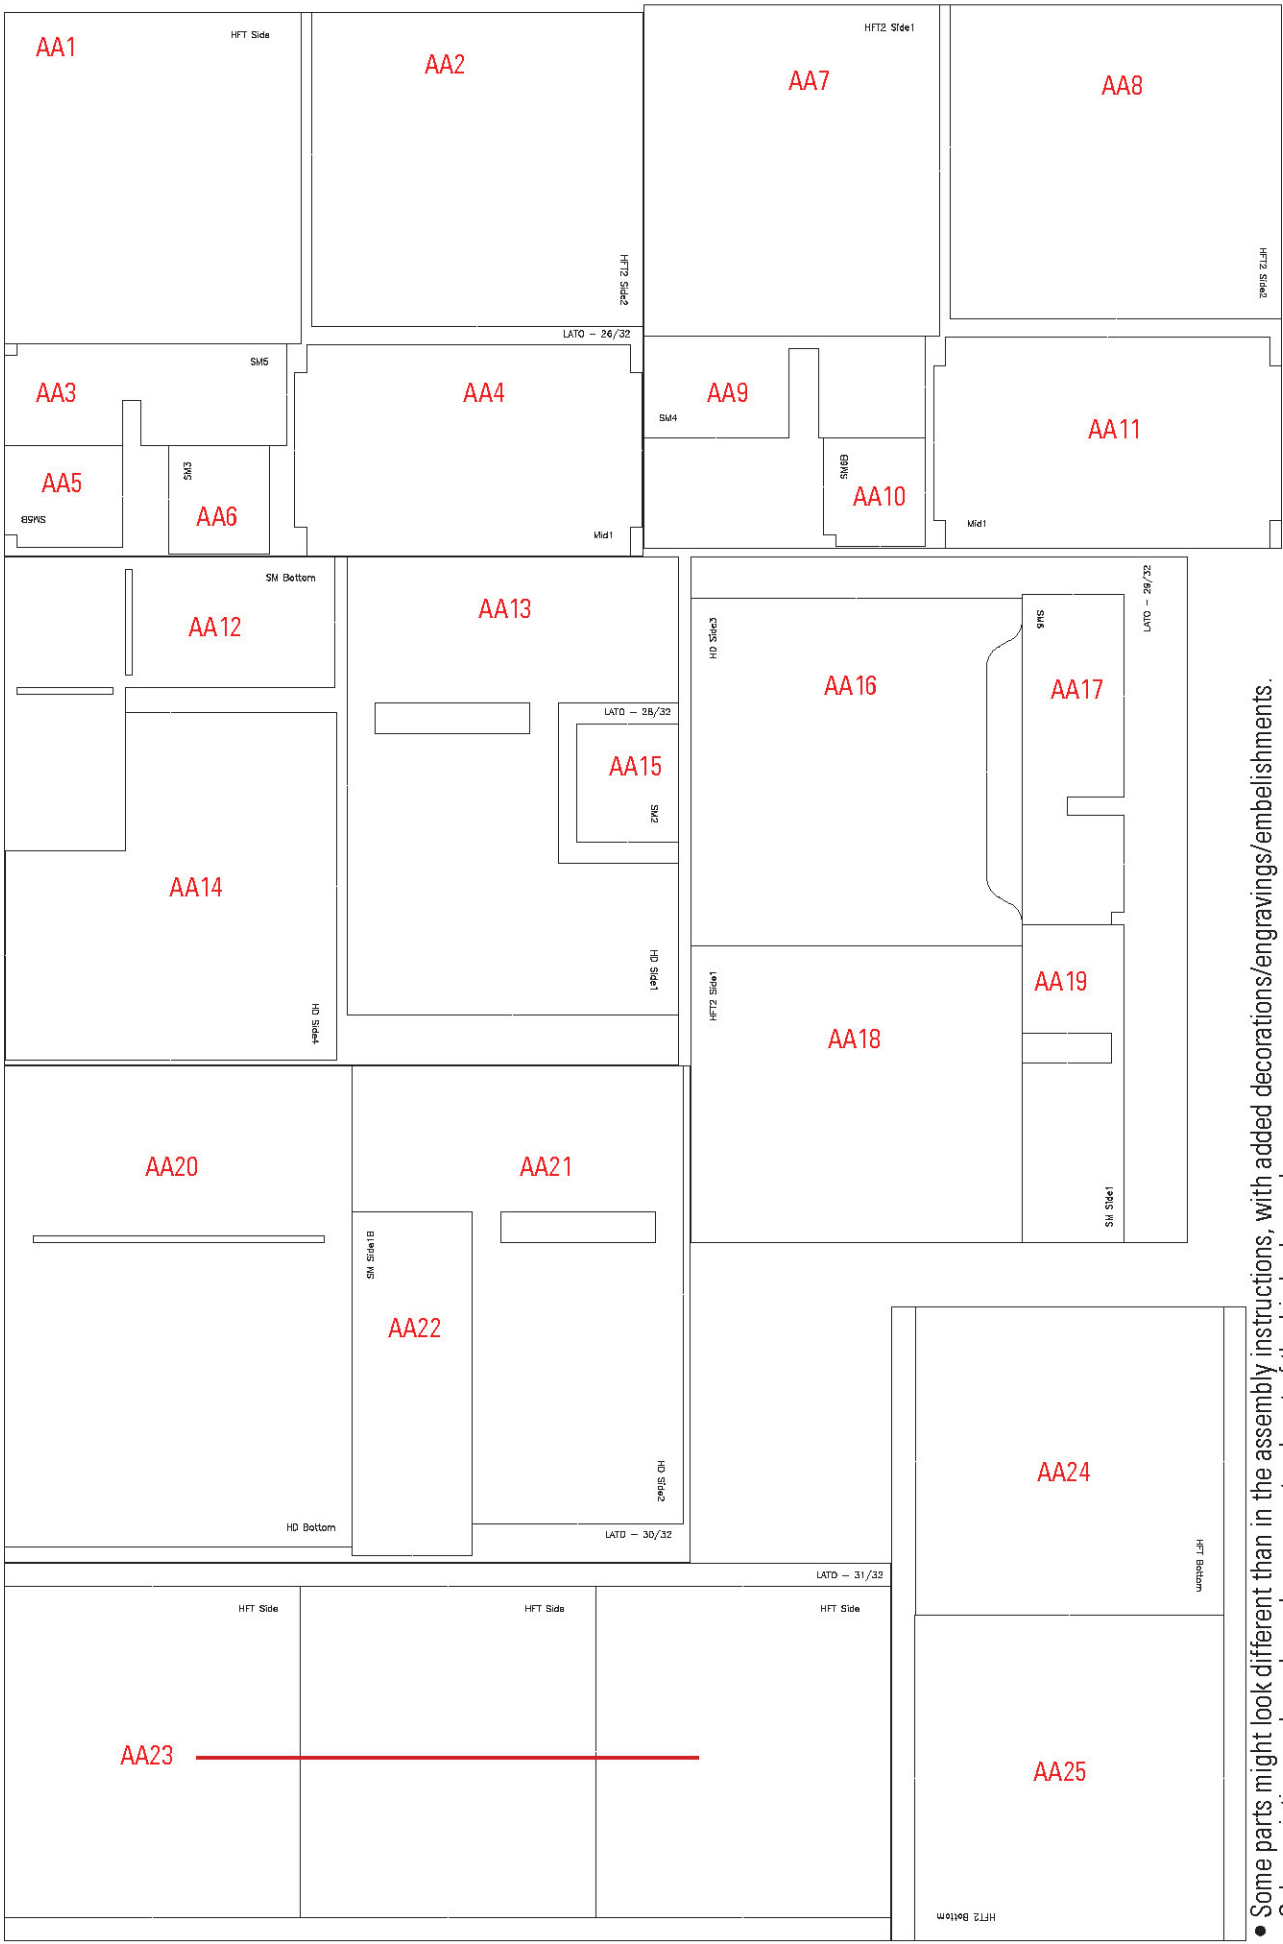 AA1
HFT Side
AA2
HFT2 Side2
LATO - 26/32
AA3
SM5
AA4
Mid1
AA5
SM5B
SM3
AA6
HFT2 Side1
AA7
AA8
HFT2 Side2
AA9
SM4
SM6B
AA10
AA11
Mid1
SM Bottom
AA12
AA13
LATO - 28/32
AA15
SM2
HD Side1
AA14
HD Side4
HD Side3
AA16
SM6
AA17
LATO - 29/32
HFT2 Side1
AA18
AA19
SM Side1
AA20
HD Bottom
AA21
SM Side1B
AA22
HD Side2
LATO - 30/32
LATO - 31/32
HFT Side
HFT Side
HFT Side
AA23
AA24
HFT Bottom
AA25
HFT2 Bottom
• Some parts might look different than in the assembly instructions, with added decorations/engravings/embelishments.